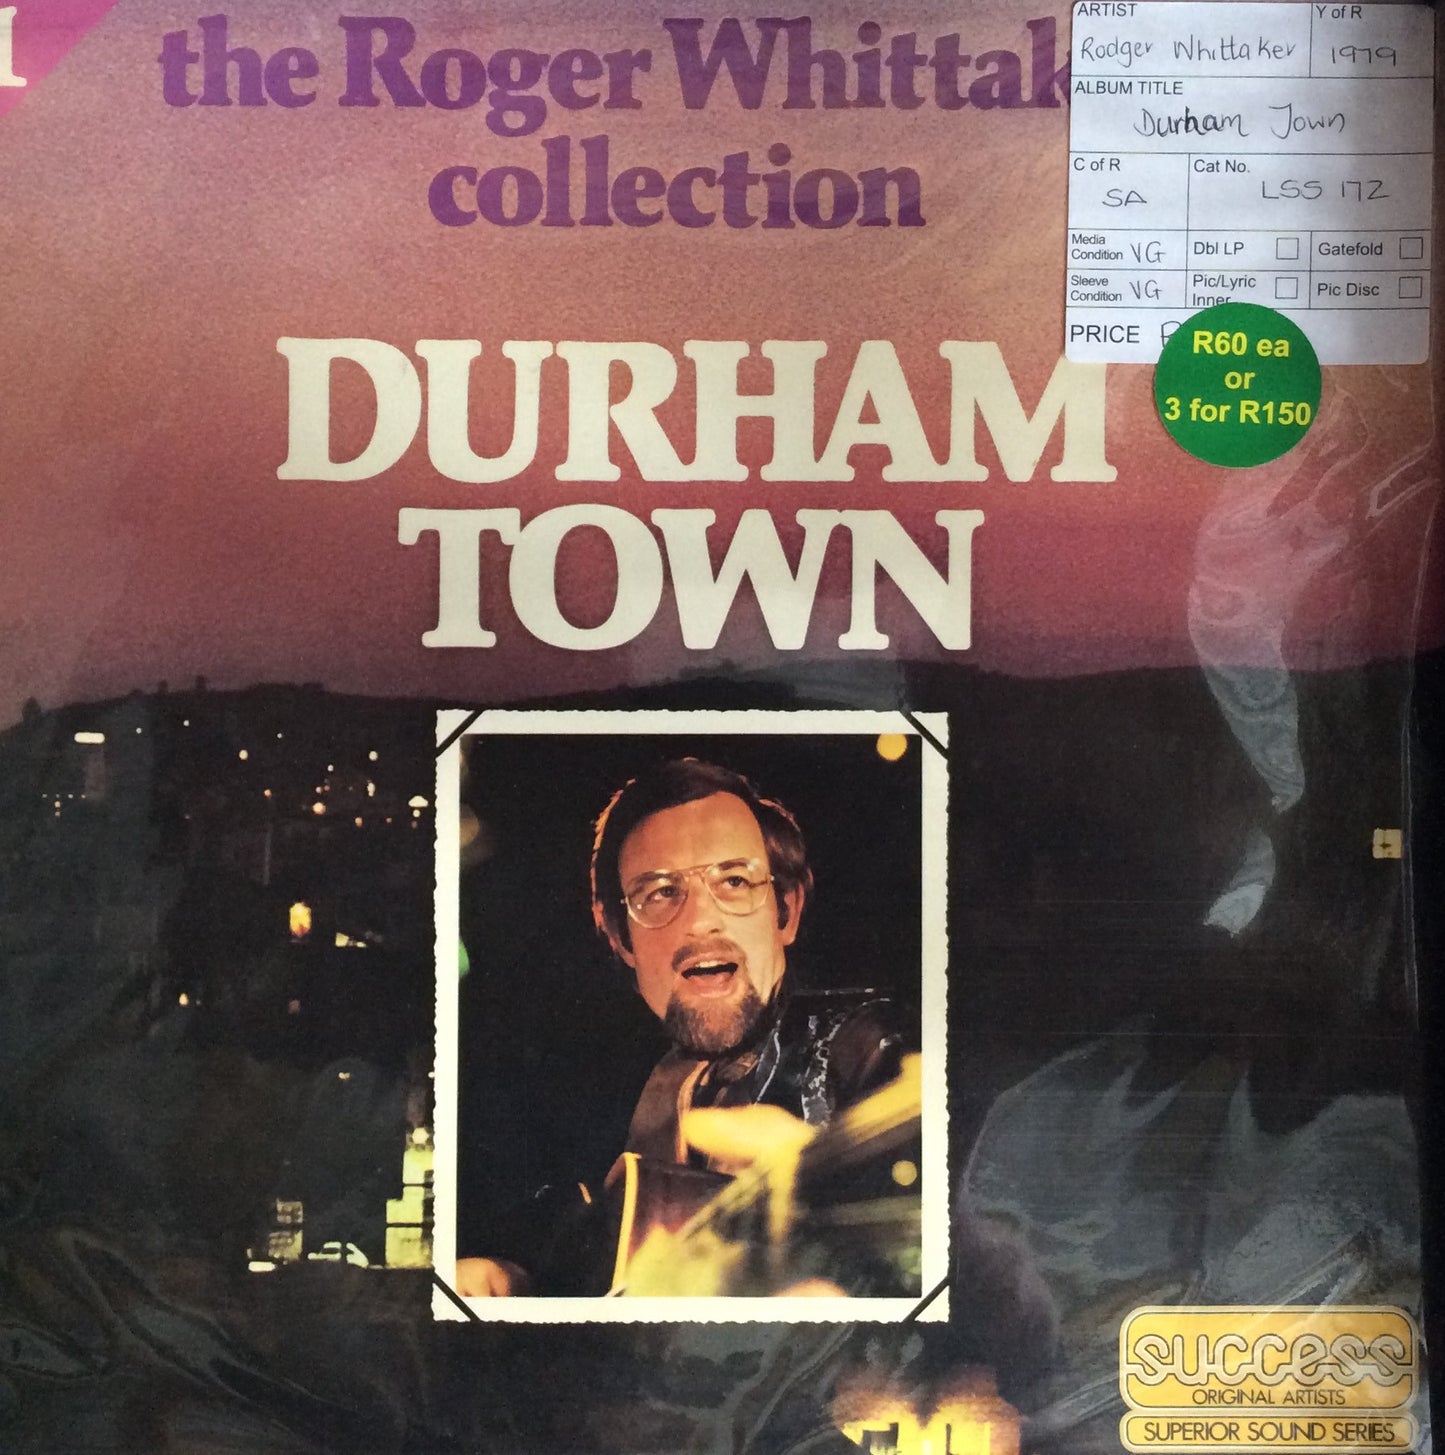 1
the Roger Whittak
collection
DURHAM
TOWN
ARTIST
Rodger Whittaker
Y of R
1979
ALBUM TITLE
Durham Town
C of R
SA
Cat No.
LSS 172
Media
Condition VG
Dbl LP
Gatefold
Sleeve
Condition VG
Pic/Lyric
Inner
Pic Disc
PRICE
R60 ea
or
3 for R150
success
ORIGINAL ARTISTS
SUPERIOR SOUND SERIES